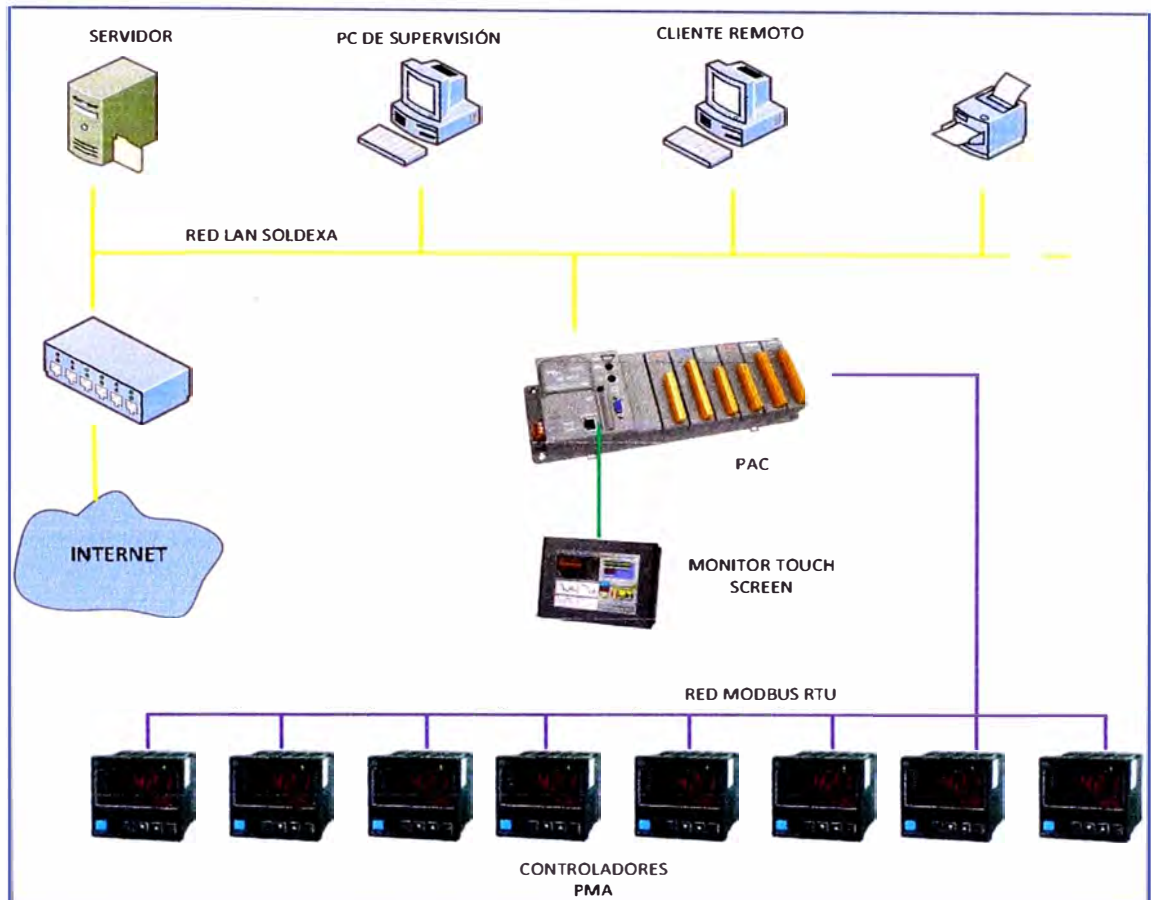 SERVIDOR
PC DE SUPERVISIÓN
CLIENTE REMOTO
RED LAN SOLDEXA
PAC
INTERNET
MONITOR TOUCH
SCREEN
RED MODBUS RTU
CONTROLADORES
PMA